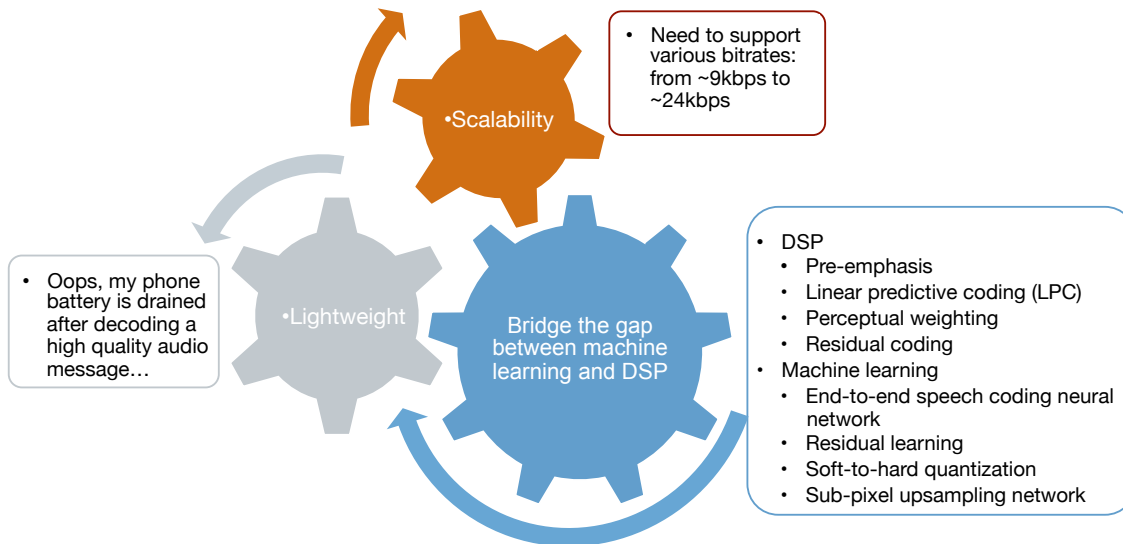 •Scalability
• Need to support
various bitrates:
from ~9kbps to
~24kbps
•Lightweight
• Oops, my phone
battery is drained
after decoding a
high quality audio
message…
Bridge the gap
between machine
learning and DSP
• DSP
• Pre-emphasis
• Linear predictive coding (LPC)
• Perceptual weighting
• Residual coding
• Machine learning
• End-to-end speech coding neural
network
• Residual learning
• Soft-to-hard quantization
• Sub-pixel upsampling network